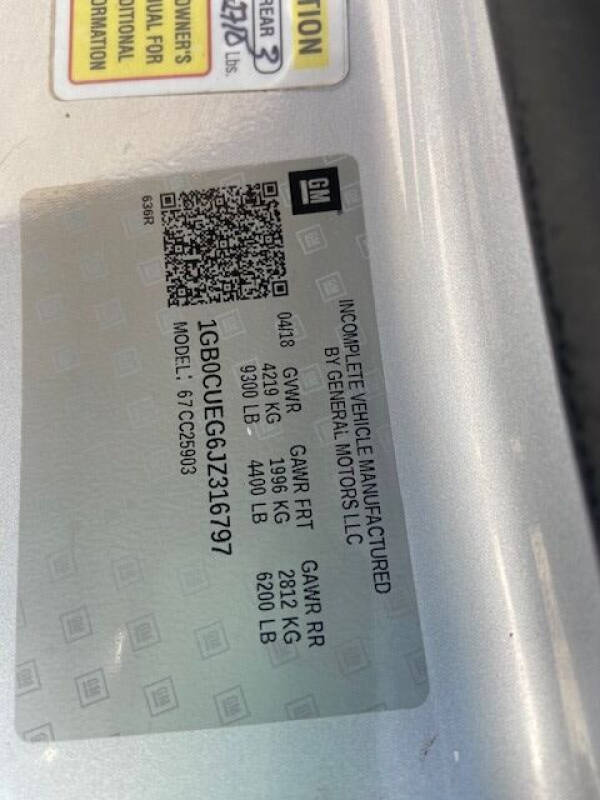 TION
REAR 3
2710 Lbs.
OWNER'S
UAL FOR
DITIONAL
ORMATION
GM
INCOMPLETE VEHICLE MANUFACTURED
BY GENERAL MOTORS LLC
04/18 GVWR GAWR FRT GAWR RR
4219 KG 1996 KG 2812 KG
9300 LB 4400 LB 6200 LB
1GB0CUEG6JZ316797
MODEL: 67 CC25903
636R